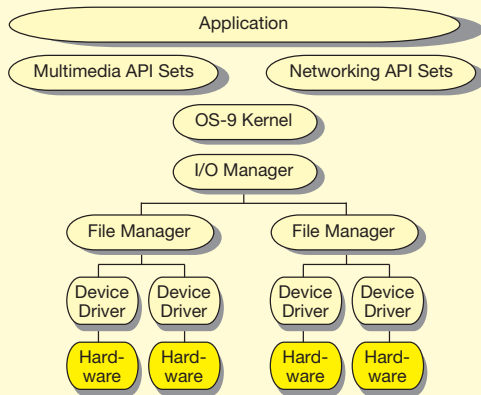 Application
Multimedia API Sets
Networking API Sets
OS-9 Kernel
I/O Manager
File Manager
File Manager
Device
Driver
Device
Driver
Device
Driver
Device
Driver
Hard-
ware
Hard-
ware
Hard-
ware
Hard-
ware